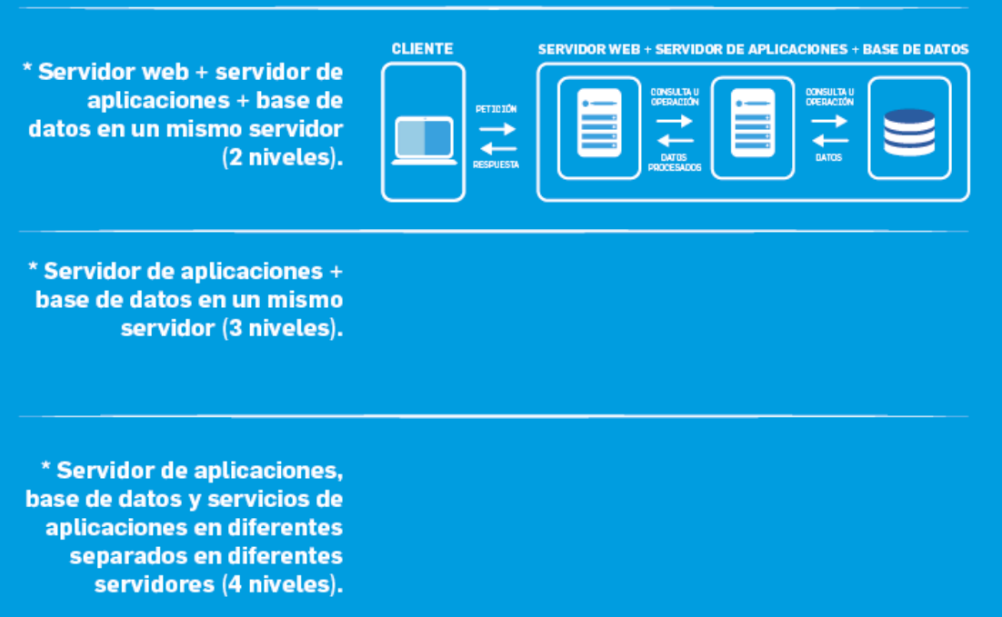 * Servidor web + servidor de
aplicaciones + base de
datos en un mismo servidor
(2 niveles).
CLIENTE
PETICIÓN
RESPUESTA
SERVIDOR WEB + SERVIDOR DE APLICACIONES + BASE DE DATOS
CONSULTA U
OPERACIÓN
DATOS
PROCESADOS
CONSULTA U
OPERACIÓN
DATOS
* Servidor de aplicaciones +
base de datos en un mismo
servidor (3 niveles).
* Servidor de aplicaciones,
base de datos y servicios de
aplicaciones en diferentes
separados en diferentes
servidores (4 niveles).